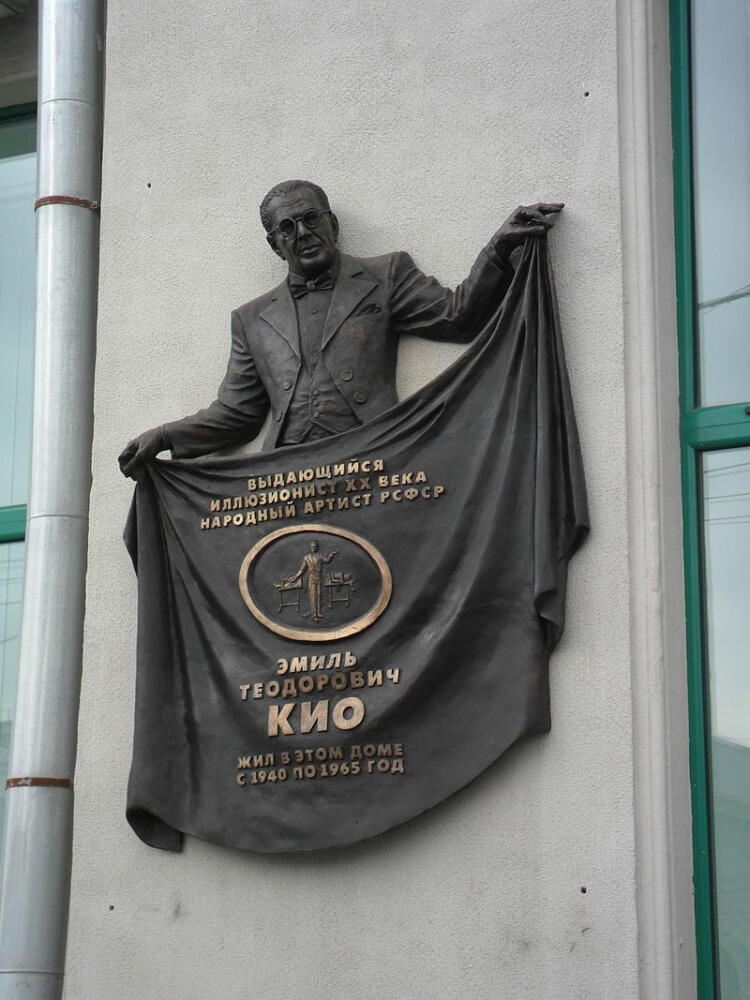 ВЫДАЮЩИЙСЯ
ИЛЛЮЗИОНИСТ XX ВЕКА
НАРОДНЫЙ АРТИСТ РСФСР
ЭМИЛЬ
ТЕОДОРОВИЧ
КИО
ЖИЛ В ЭТОМ ДОМЕ
С 1940 ПО 1965 ГОД